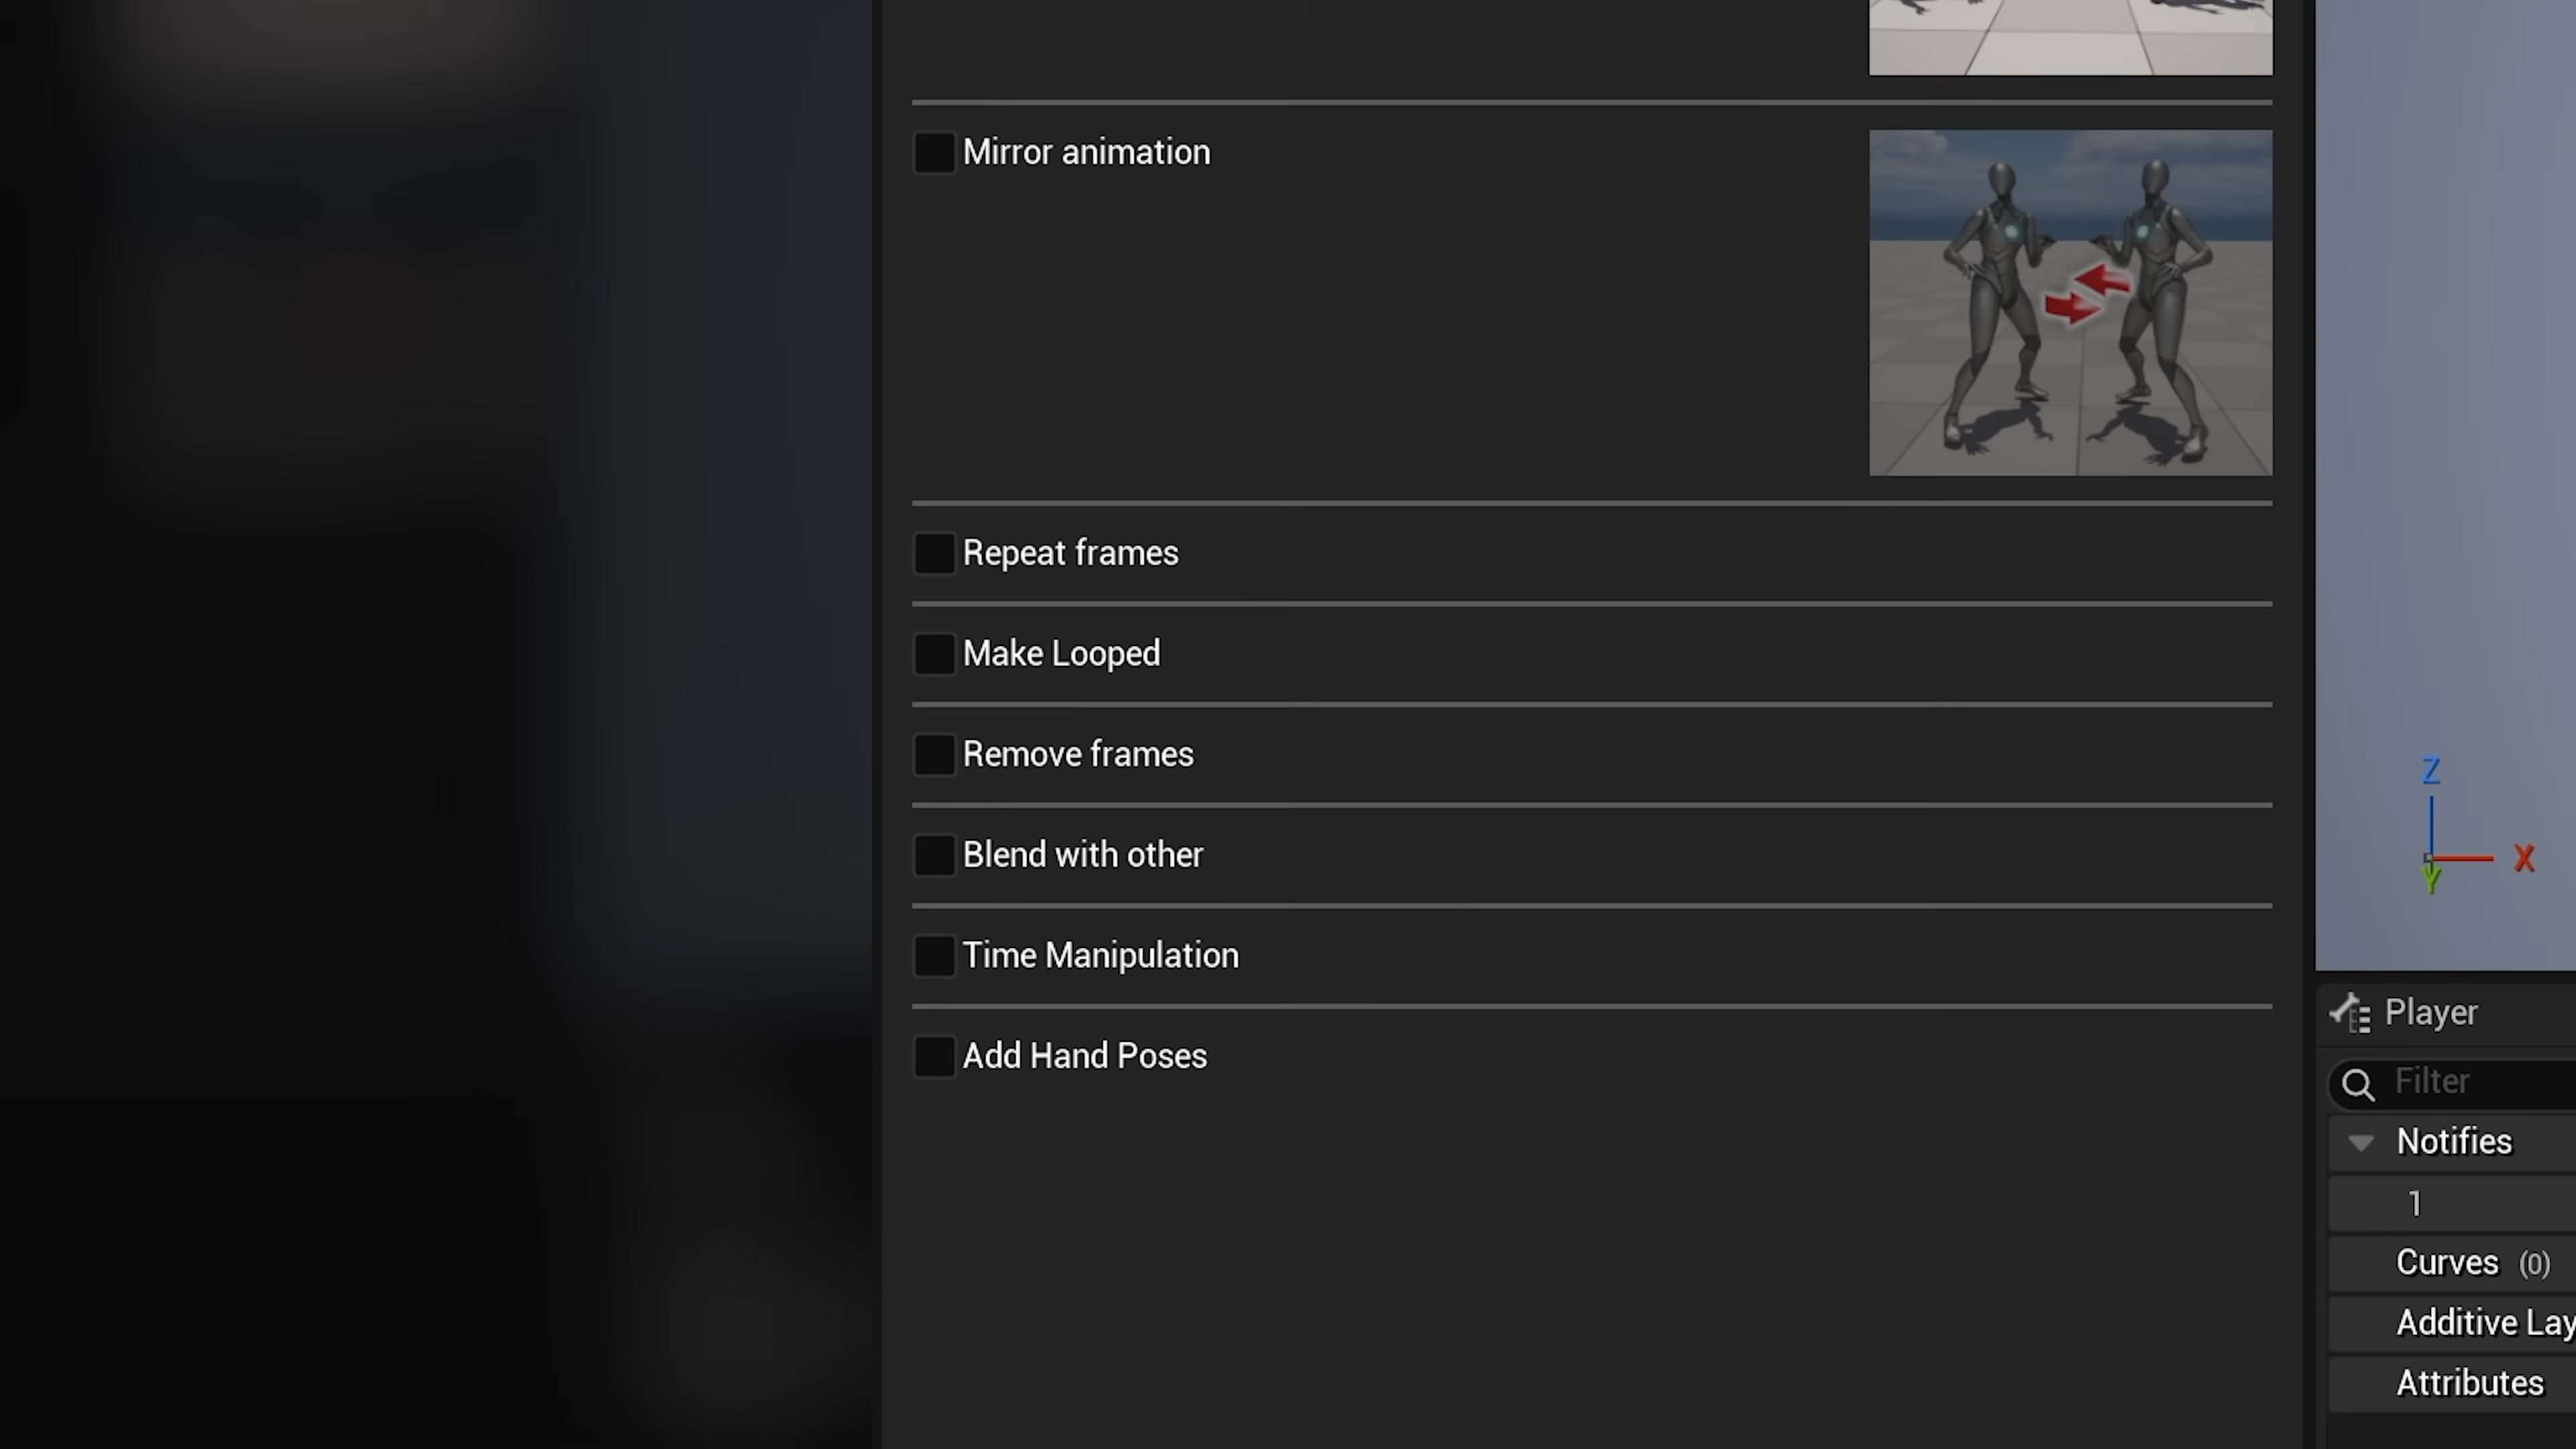 Mirror animation
Repeat frames
Make Looped
Remove frames
Blend with other
Time Manipulation
Add Hand Poses
Z
X
Y
Player
Filter
Notifies
1
Curves (0)
Additive Lay
Attributes